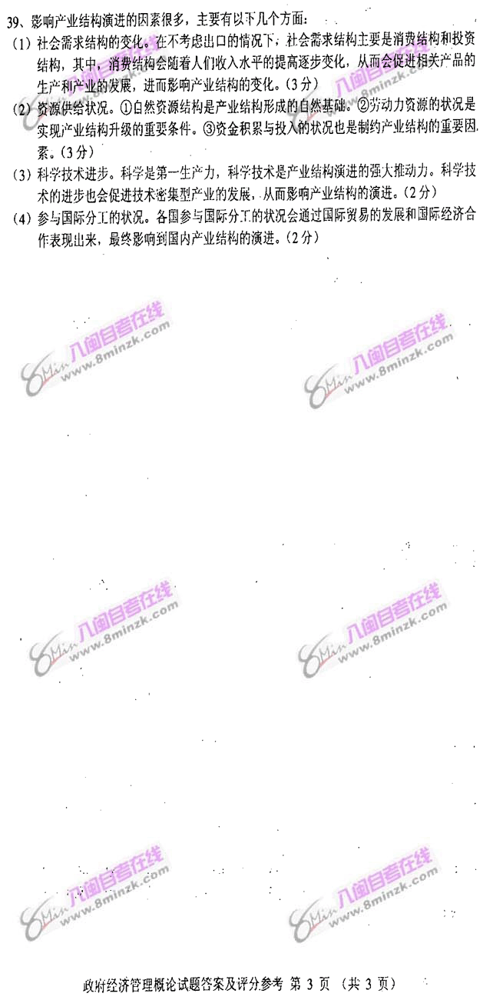 39、影响产业结构演进的因素很多，主要有以下几个方面：
（1）社会需求结构的变化。在不考虑出口的情况下，社会需求结构主要是消费结构和投资
结构，其中，消费结构会随着人们收入水平的提高逐步变化，从而会促进相关产品的
生产和产业的发展，进而影响产业结构的变化。（3分）
（2）资源供给状况。①自然资源结构是产业结构形成的自然基础。②劳动力资源的状况是
实现产业结构升级的重要条件。③资金积累与投入的状况也是制约产业结构的重要因
素。（3分）
（3）科学技术进步。科学是第一生产力，科学技术是产业结构演进的强大推动力。科学技
术的进步也会促进技术密集型产业的发展，从而影响产业结构的演进。（2分）
（4）参与国际分工的状况。各国参与国际分工的状况会通过国际贸易的发展和国际经济合
作表现出来，最终影响到国内产业结构的演进。（2分）
8Min 八闽自考在线
www.8minzk.com
8Min 八闽自考在线
www.8minzk.com
8Min 八闽自考在线
www.8minzk.com
8Min 八闽自考在线
www.8minzk.com
8Min 八闽自考在线
www.8minzk.com
8Min 八闽自考在线
www.8minzk.com
8Min 八闽自考在线
www.8minzk.com
8Min 八闽自考在线
www.8minzk.com
政府经济管理概论试题答案及评分参考 第 3 页 （共 3 页）